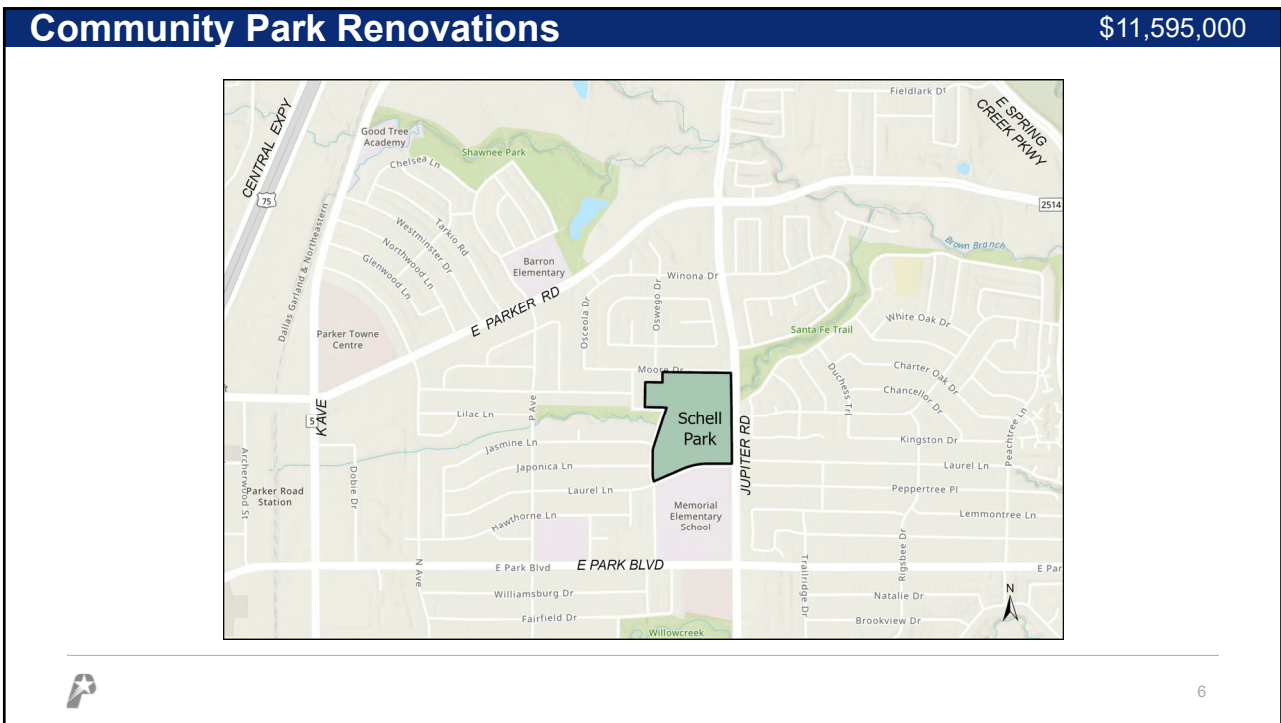 Community Park Renovations
$11,595,000
Fieldlark Dr
E SPRING
CREEK PKWY
CENTRAL EXPY
75
Good Tree
Academy
Chelsea Ln
Shawnee Park
2514
Dallas Garland & Northeastern
Westminster Dr
Tarkio Rd
Northwood Ln
Glenwood Ln
Barron
Elementary
Brown Branch
Winona Dr
Osceola Dr
Oswego Dr
E PARKER RD
Parker Towne
Centre
Santa Fe Trail
White Oak Dr
Moore Dr
Duchess Trl
Charter Oak Dr
Chancellor Dr
Schell
Park
5
K AVE
Lilac Ln
P Ave
JUPITER RD
Peachtree Ln
Jasmine Ln
Kingston Dr
Japonica Ln
Laurel Ln
Archerwood St
Parker Road
Station
Dobie Dr
Laurel Ln
Peppertree Pl
Memorial
Elementary
School
Hawthorne Ln
Lemmontree Ln
N Ave
E Park Blvd
E PARK BLVD
Trailridge Dr
Rigsbee Dr
E Par
Williamsburg Dr
Natalie Dr
N
Fairfield Dr
Brookview Dr
Willowcreek
P
6